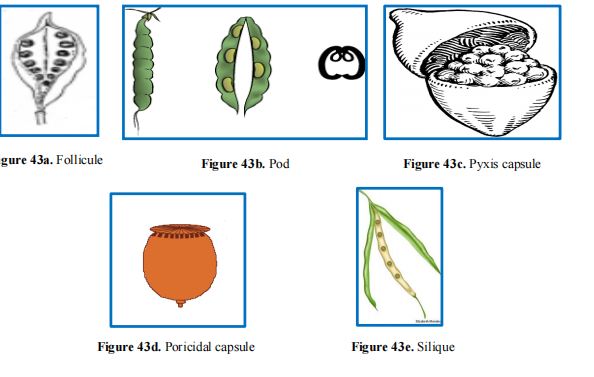 gure 43a. Follicule
Figure 43b. Pod
Figure 43c. Pyxis capsule
Figure 43d. Poricidal capsule
Figure 43e. Silique